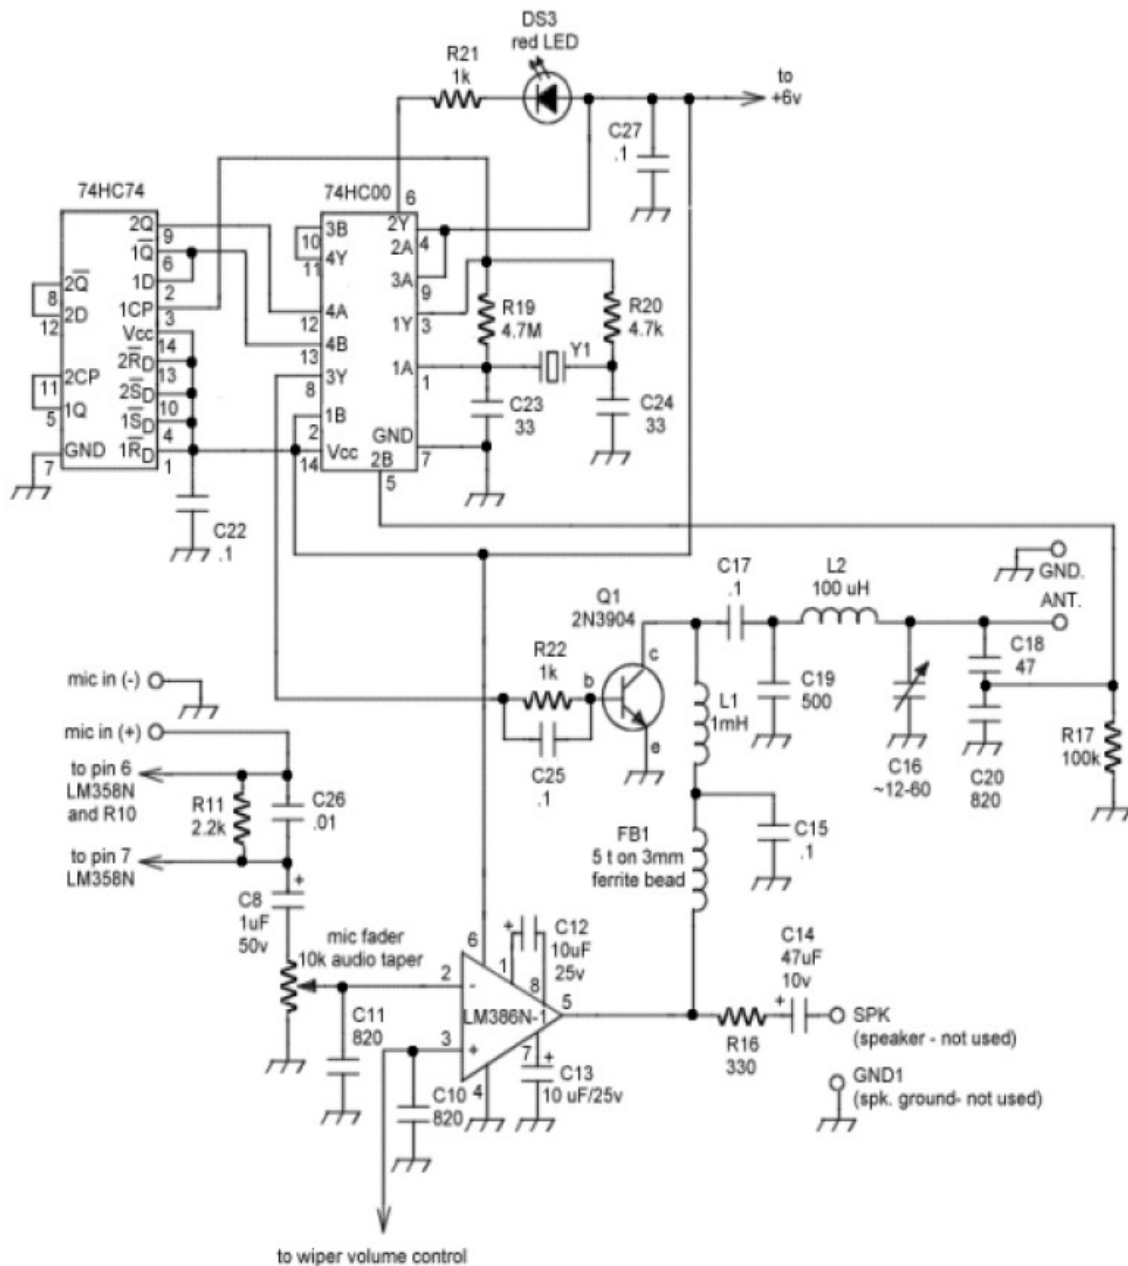 DS3
red LED
R21
1k
to
+6v
C27
.1
74HC74
74HC00
6
2Q
9
1Q
6
1D
2
1CP
3
Vcc
14
2RD
13
2SD
10
1SD
4
1RD
1
2Q
8
2D
12
2CP
11
1Q
5
GND
7
3B
10
4Y
11
4A
12
4B
13
3Y
8
1B
2
Vcc
14
2Y
2A
4
3A
9
1Y
3
1A
1
GND
7
2B
5
R19
4.7M
R20
4.7k
Y1
C23
33
C24
33
C22
.1
C17
.1
L2
100 uH
GND.
ANT.
Q1
2N3904
c
b
e
R22
1k
C25
.1
L1
1mH
C19
500
C18
47
C16
~12-60
C20
820
R17
100k
mic in (-)
mic in (+)
to pin 6
LM358N
and R10
R11
2.2k
C26
.01
to pin 7
LM358N
C8
1uF
50v
+
mic fader
10k audio taper
FB1
5 t on 3mm
ferrite bead
C15
.1
6
2
-
3
+
4
LM386N-1
1
8
5
7
+
C12
10uF
25v
C11
820
C10
820
+
C13
10 uF/25v
C14
47uF
10v
+
R16
330
SPK
(speaker - not used)
GND1
(spk. ground- not used)
to wiper volume control